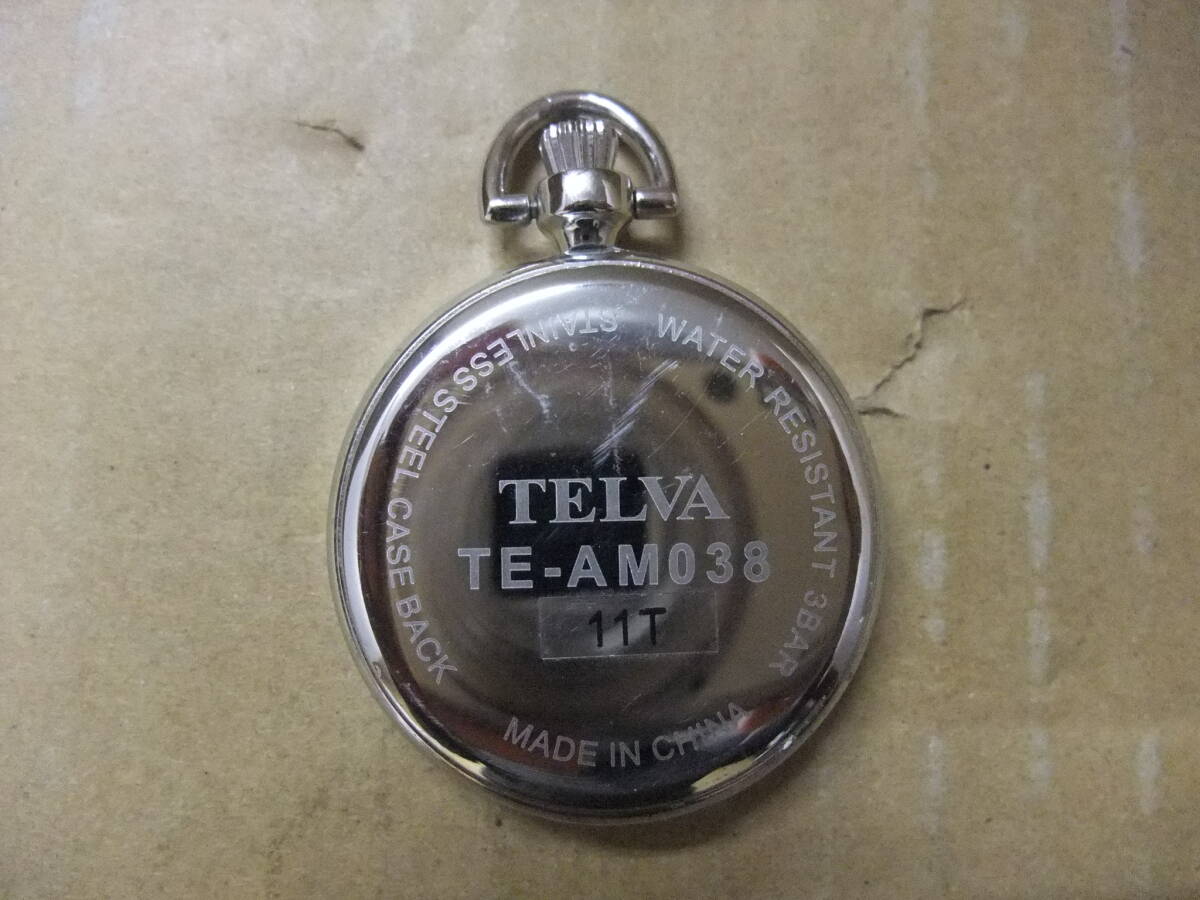 STAINLESS STEEL CASE BACK
WATER RESISTANT 3BAR
TELVA
TE-AM038
11T
MADE IN CHINA